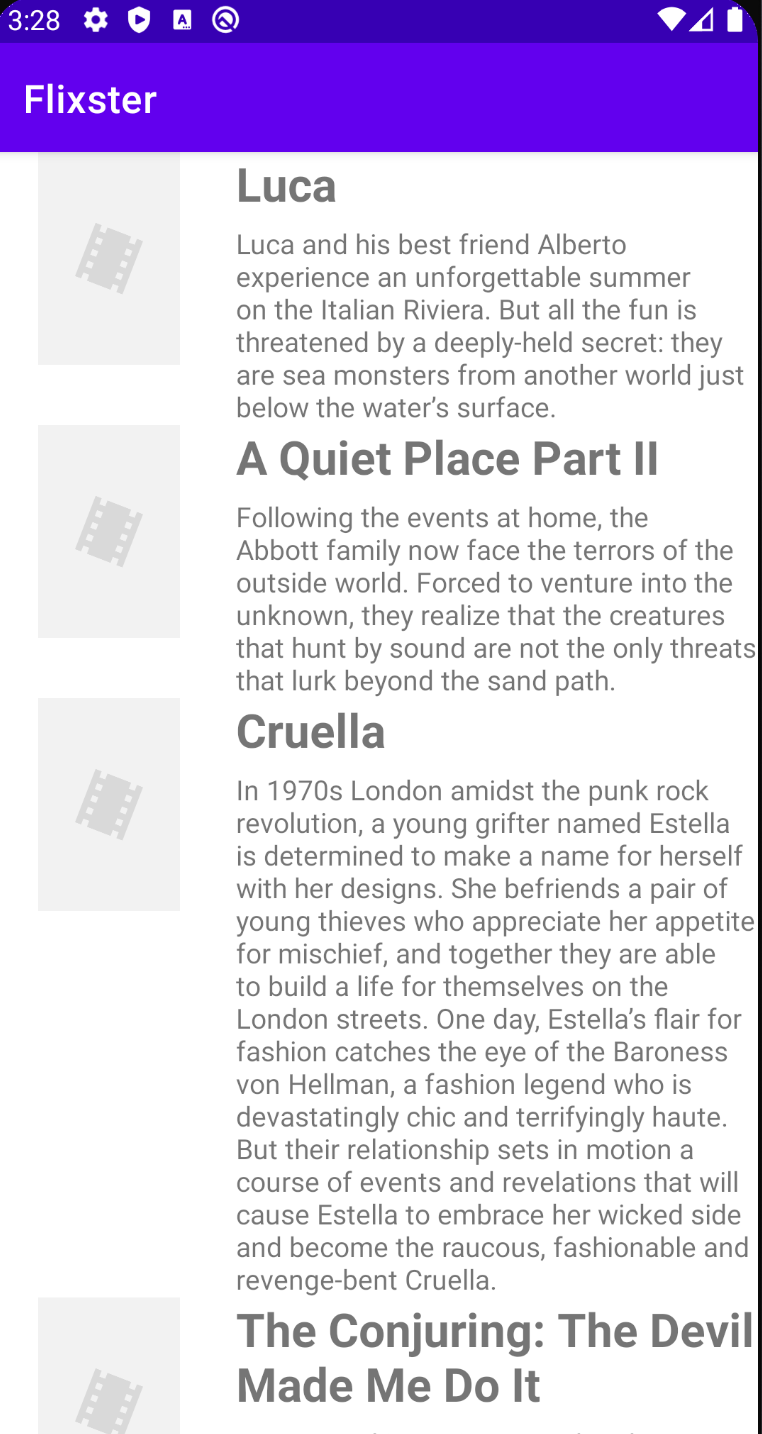 3:28
Flixster
Luca
Luca and his best friend Alberto
experience an unforgettable summer
on the Italian Riviera. But all the fun is
threatened by a deeply-held secret: they
are sea monsters from another world just
below the water’s surface.
A Quiet Place Part II
Following the events at home, the
Abbott family now face the terrors of the
outside world. Forced to venture into the
unknown, they realize that the creatures
that hunt by sound are not the only threats
that lurk beyond the sand path.
Cruella
In 1970s London amidst the punk rock
revolution, a young grifter named Estella
is determined to make a name for herself
with her designs. She befriends a pair of
young thieves who appreciate her appetite
for mischief, and together they are able
to build a life for themselves on the
London streets. One day, Estella’s flair for
fashion catches the eye of the Baroness
von Hellman, a fashion legend who is
devastatingly chic and terrifyingly haute.
But their relationship sets in motion a
course of events and revelations that will
cause Estella to embrace her wicked side
and become the raucous, fashionable and
revenge-bent Cruella.
The Conjuring: The Devil
Made Me Do It